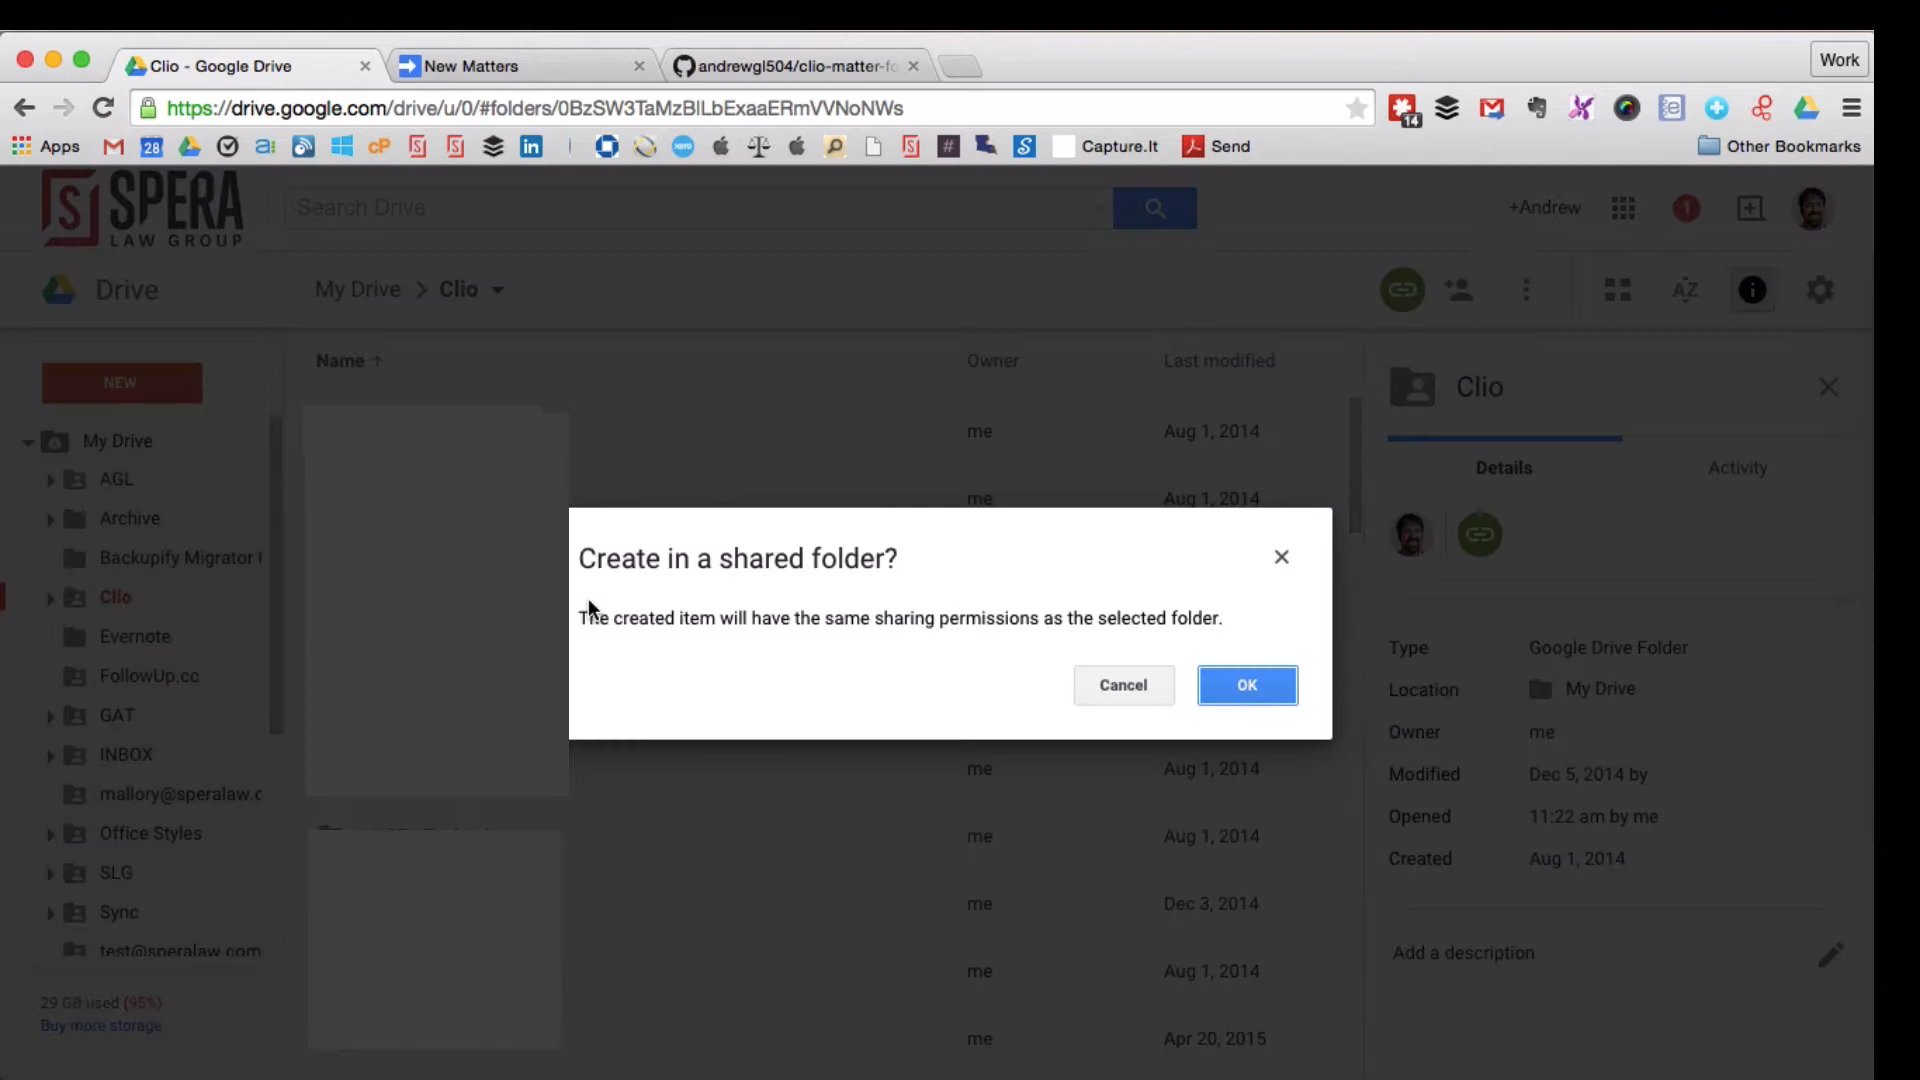 Clio - Google Drive
New Matters
andrewgl504/clio-matter-fo
Work
https://drive.google.com/drive/u/0/#folders/0BzSW3TaMzBlLbExaaERmVVNoNWs
14
Apps
28
cP
in
xero
#
S
Capture.It
Send
Other Bookmarks
SPERA
LAW GROUP
Search Drive
+Andrew
1
Drive
My Drive > Clio
AZ
NEW
Name
Owner
Last modified
Clio
My Drive
me
Aug 1, 2014
AGL
Details
Activity
me
Aug 1, 2014
Archive
Backupify Migrator
Create in a shared folder?
Clio
The created item will have the same sharing permissions as the selected folder.
Evernote
Type
Google Drive Folder
FollowUp.cc
Cancel
OK
Location
My Drive
GAT
Owner
me
INBOX
me
Aug 1, 2014
Modified
Dec 5, 2014 by
mallory@speralaw.c
Opened
11:22 am by me
Office Styles
me
Aug 1, 2014
Created
Aug 1, 2014
SLG
me
Dec 3, 2014
Sync
test@speralaw.com
Add a description
me
Aug 1, 2014
29 GB used (95%)
Buy more storage
me
Apr 20, 2015